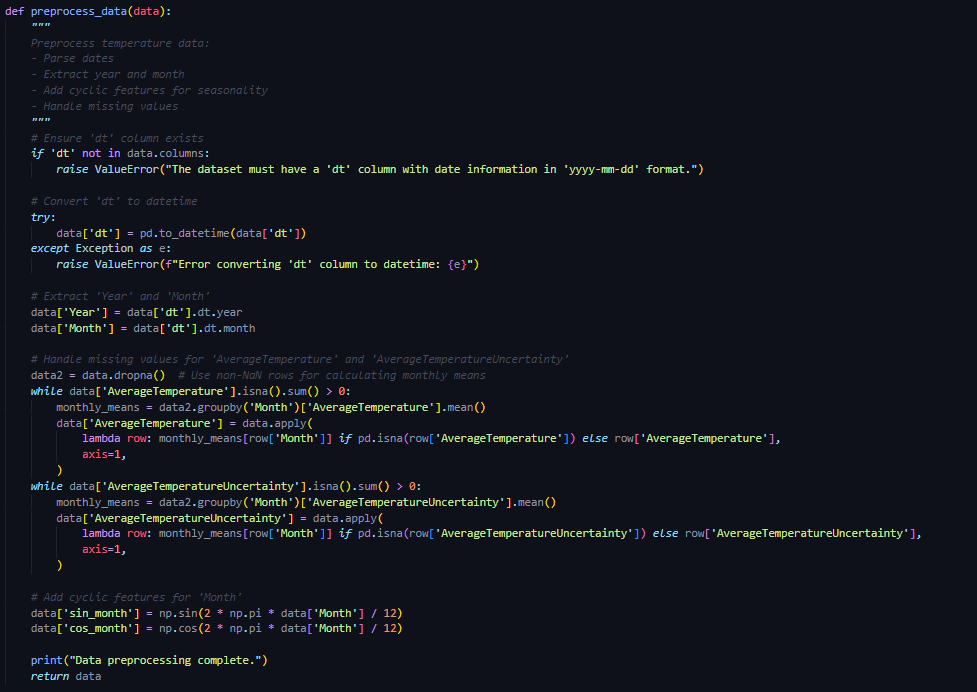 def preprocess_data(data):
    """
    Preprocess temperature data:
    - Parse dates
    - Extract year and month
    - Add cyclic features for seasonality
    - Handle missing values
    """
    # Ensure 'dt' column exists
    if 'dt' not in data.columns:
        raise ValueError("The dataset must have a 'dt' column with date information in 'yyyy-mm-dd' format.")

    # Convert 'dt' to datetime
    try:
        data['dt'] = pd.to_datetime(data['dt'])
    except Exception as e:
        raise ValueError(f"Error converting 'dt' column to datetime: {e}")

    # Extract 'Year' and 'Month'
    data['Year'] = data['dt'].dt.year
    data['Month'] = data['dt'].dt.month

    # Handle missing values for 'AverageTemperature' and 'AverageTemperatureUncertainty'
    data2 = data.dropna()  # Use non-NaN rows for calculating monthly means
    while data['AverageTemperature'].isna().sum() > 0:
        monthly_means = data2.groupby('Month')['AverageTemperature'].mean()
        data['AverageTemperature'] = data.apply(
            lambda row: monthly_means[row['Month']] if pd.isna(row['AverageTemperature']) else row['AverageTemperature'],
            axis=1,
        )
    while data['AverageTemperatureUncertainty'].isna().sum() > 0:
        monthly_means = data2.groupby('Month')['AverageTemperatureUncertainty'].mean()
        data['AverageTemperatureUncertainty'] = data.apply(
            lambda row: monthly_means[row['Month']] if pd.isna(row['AverageTemperatureUncertainty']) else row['AverageTemperatureUncertainty'],
            axis=1,
        )

    # Add cyclic features for 'Month'
    data['sin_month'] = np.sin(2 * np.pi * data['Month'] / 12)
    data['cos_month'] = np.cos(2 * np.pi * data['Month'] / 12)

    print("Data preprocessing complete.")
    return data